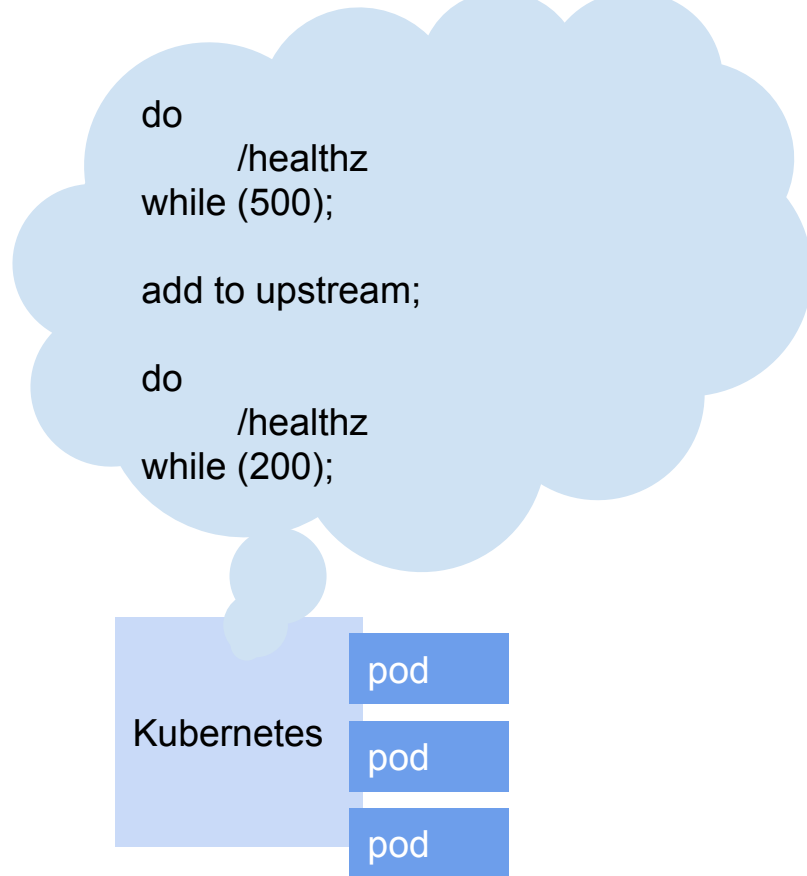 do
/healthz
while (500);
add to upstream;
do
/healthz
while (200);
Kubernetes
pod
pod
pod